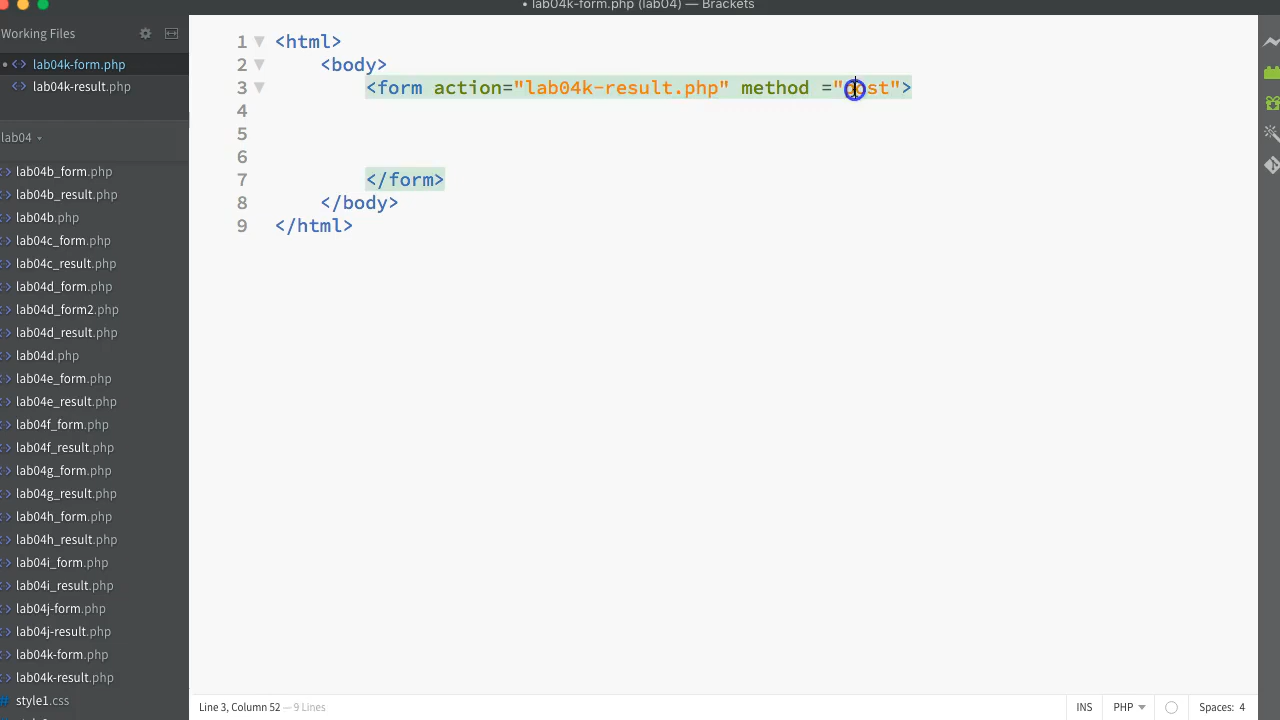 • lab04k-form.php (lab04) — Brackets
Working Files
• lab04k-form.php
lab04k-result.php
lab04
lab04b_form.php
lab04b_result.php
lab04b.php
lab04c_form.php
lab04c_result.php
lab04d_form.php
lab04d_form2.php
lab04d_result.php
lab04d.php
lab04e_form.php
lab04e_result.php
lab04f_form.php
lab04f_result.php
lab04g_form.php
lab04g_result.php
lab04h_form.php
lab04h_result.php
lab04i_form.php
lab04i_result.php
lab04j-form.php
lab04j-result.php
lab04k-form.php
lab04k-result.php
style1.css
1 <html>
2 <body>
3 <form action="lab04k-result.php" method ="post">
4
5
6
7 </form>
8 </body>
9 </html>
Line 3, Column 52 — 9 Lines
INS PHP Spaces: 4